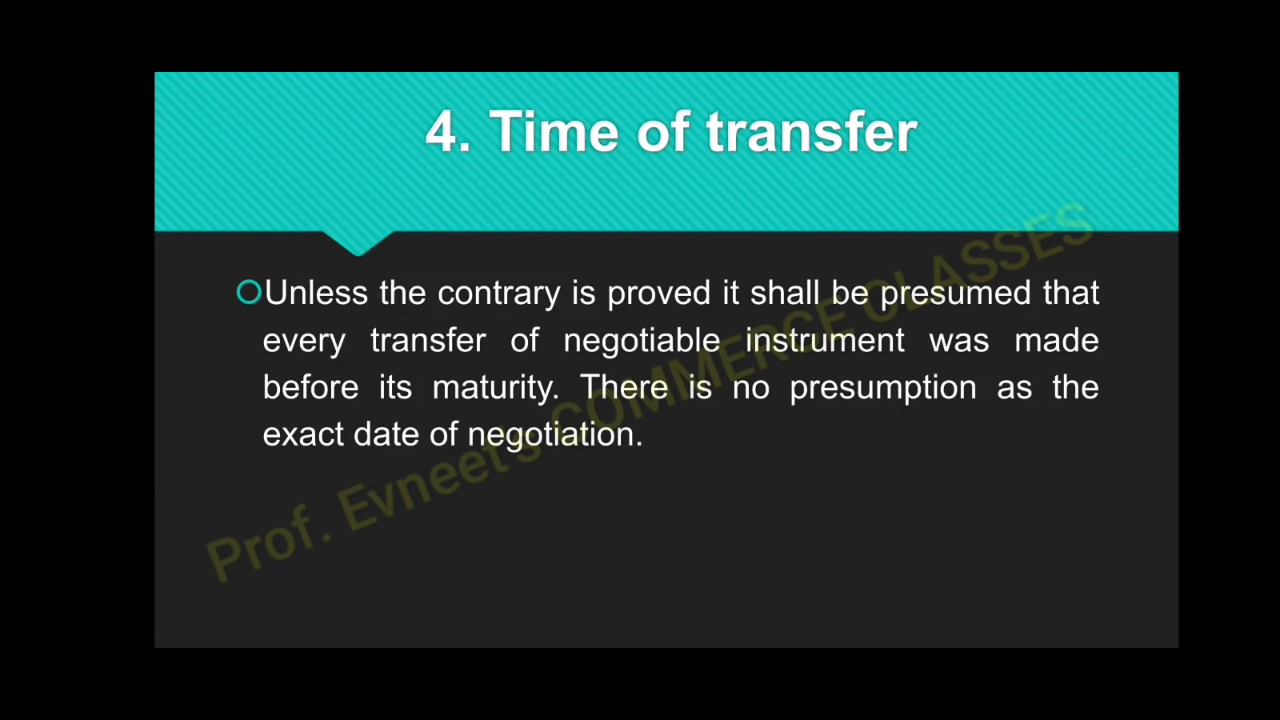 4. Time of transfer
Unless the contrary is proved it shall be presumed that
every transfer of negotiable instrument was made
before its maturity. There is no presumption as the
exact date of negotiation.
Prof. Evneet's COMMERCE CLASSES